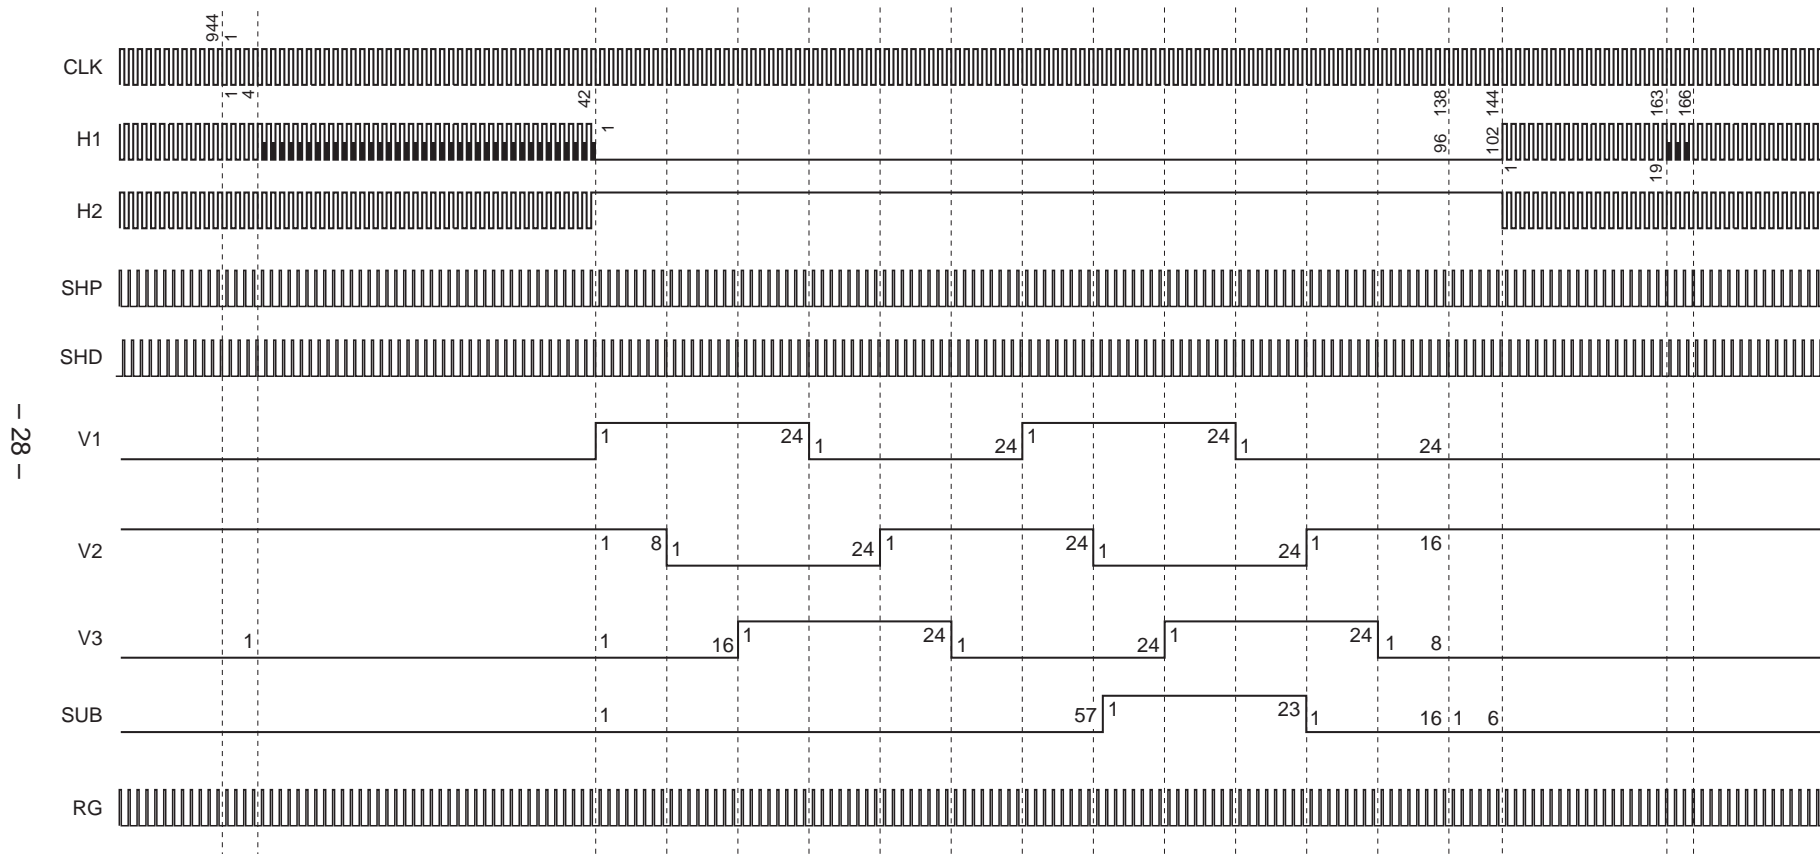 944 1
CLK
1 4 42 138 144 163 166
H1
1 96 102 1 19
H2
SHP
SHD
– 28 –
V1
1 24 1 24 1 24 1 24
V2
1 8 1 24 1 24 1 24 1 16
V3
1 1 16 1 24 1 24 1 24 1 8
SUB
1 57 1 23 1 16 1 6
RG